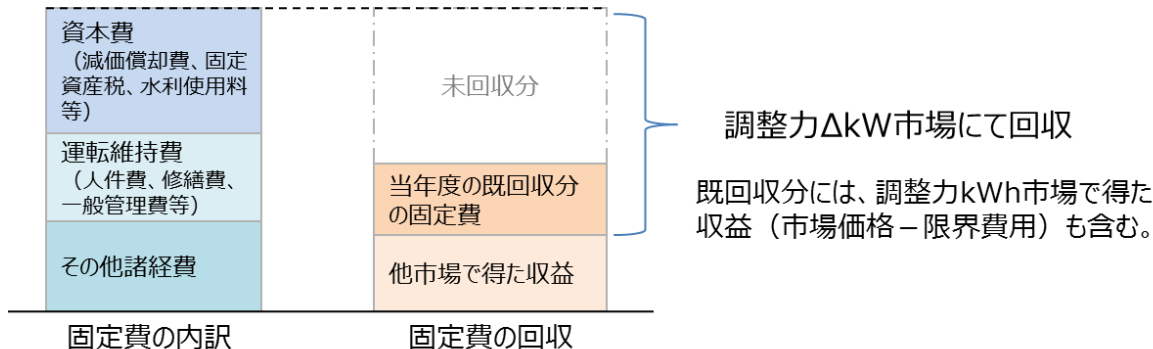 資本費
（減価償却費、固定
資産税、水利使用料
等）
運転維持費
（人件費、修繕費、
一般管理費等）
その他諸経費
固定費の内訳
未回収分
当年度の既回収分
の固定費
他市場で得た収益
固定費の回収
調整力ΔkW市場にて回収
既回収分には、調整力kWh市場で得た
収益（市場価格－限界費用）も含む。